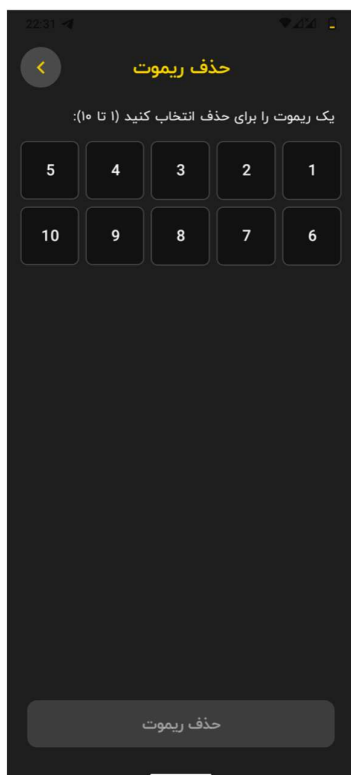 22:31
حذف ریموت
یک ریموت را برای حذف انتخاب کنید (۱ تا ۱۰):
1 2 3 4 5
6 7 8 9 10
حذف ریموت